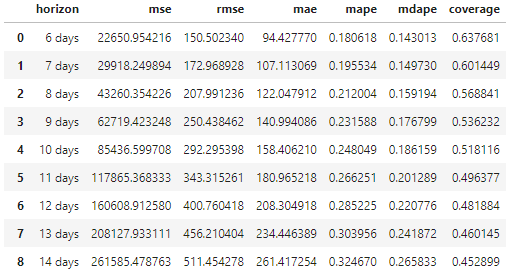 horizon mse rmse mae mape mdape coverage
0 6 days 22650.954216 150.502340 94.427770 0.180618 0.143013 0.637681
1 7 days 29918.249894 172.968928 107.113069 0.195534 0.149730 0.601449
2 8 days 43260.354226 207.991236 122.047912 0.212004 0.159194 0.568841
3 9 days 62719.423248 250.438462 140.994086 0.231588 0.176799 0.536232
4 10 days 85436.599708 292.295398 158.406210 0.248049 0.186159 0.518116
5 11 days 117865.368333 343.315261 180.965218 0.266251 0.201289 0.496377
6 12 days 160608.912580 400.760418 208.304918 0.285225 0.220776 0.481884
7 13 days 208127.933111 456.210404 234.446389 0.303956 0.241872 0.460145
8 14 days 261585.478763 511.454278 261.417254 0.324670 0.265833 0.452899